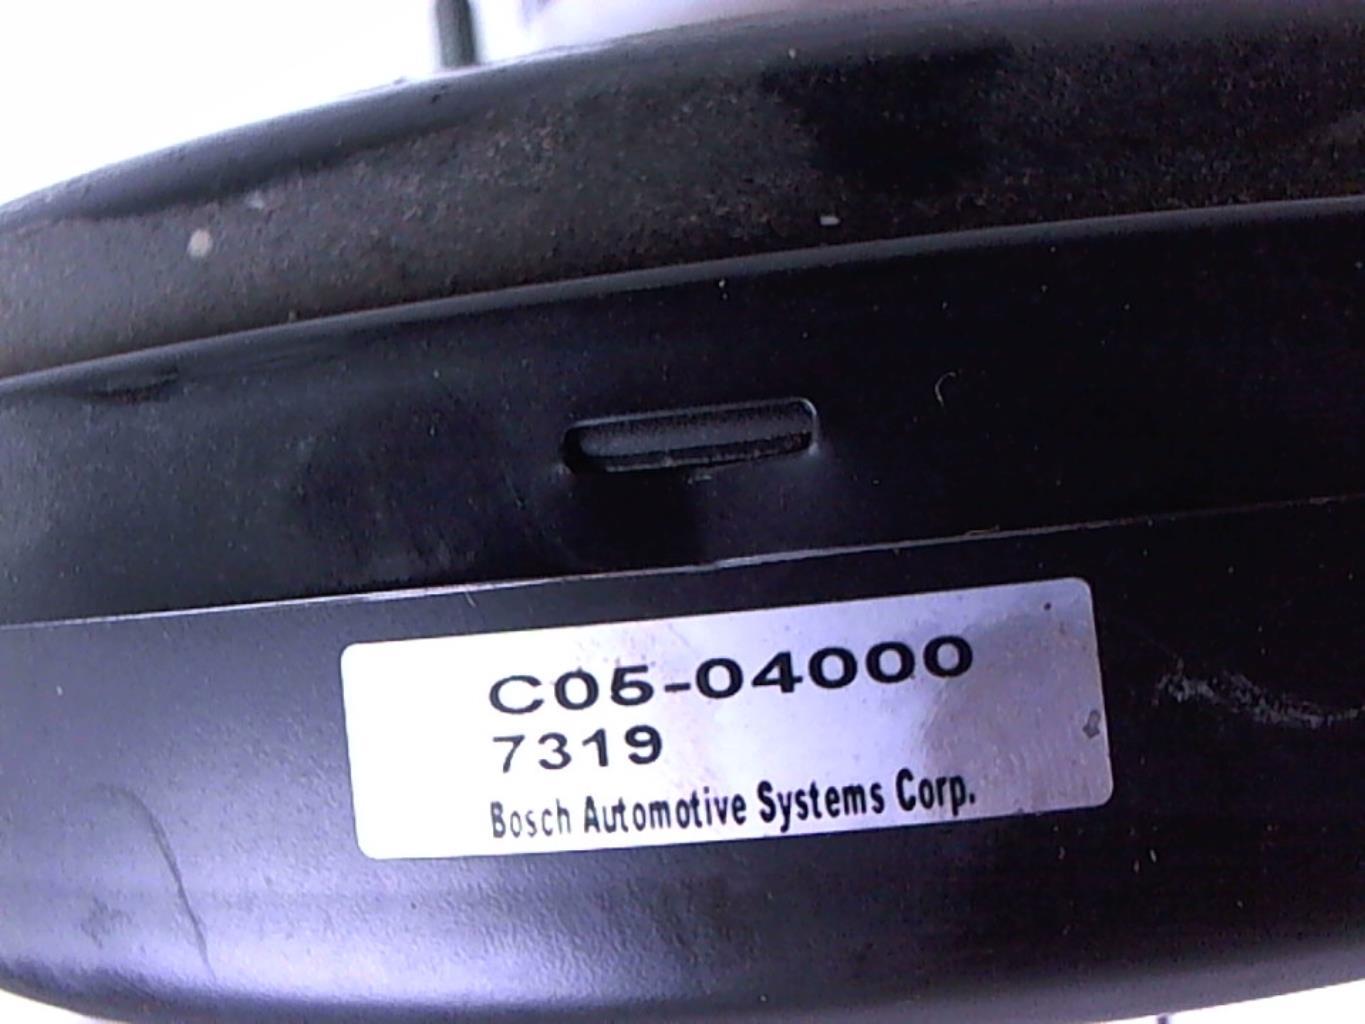 C05-04000
7319
Bosch Automotive Systems Corp.